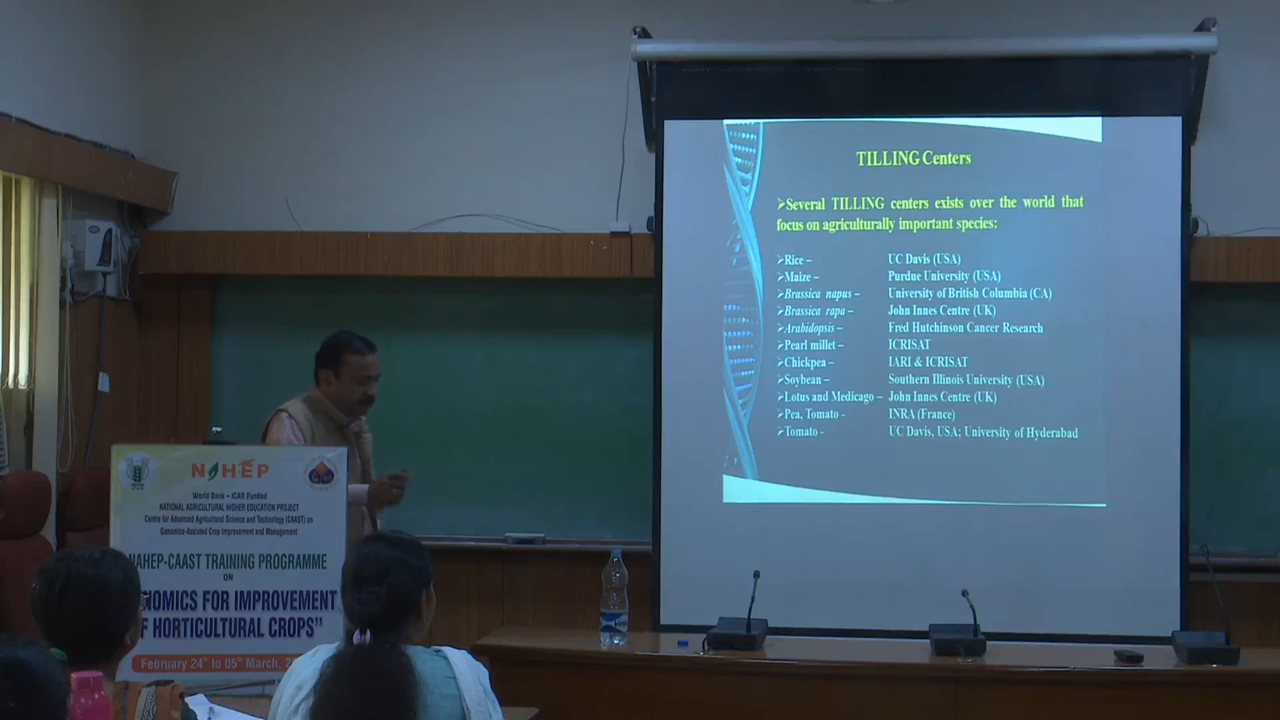 TILLING Centers
➢Several TILLING centers exists over the world that
focus on agriculturally important species:
➢Rice – UC Davis (USA)
➢Maize – Purdue University (USA)
➢Brassica napus – University of British Columbia (CA)
➢Brassica rapa – John Innes Centre (UK)
➢Arabidopsis – Fred Hutchinson Cancer Research
➢Pearl millet – ICRISAT
➢Chickpea – IARI & ICRISAT
➢Soybean – Southern Illinois University (USA)
➢Lotus and Medicago – John Innes Centre (UK)
➢Pea, Tomato - INRA (France)
➢Tomato - UC Davis, USA; University of Hyderabad
NAHEP
World Bank – ICAR Funded
NATIONAL AGRICULTURAL HIGHER EDUCATION PROJECT
Centre for Advanced Agricultural Science and Technology (CAAST) on
Genomics-Assisted Crop Improvement and Management
NAHEP-CAAST TRAINING PROGRAMME
ON
NOMICS FOR IMPROVEMENT
F HORTICULTURAL CROPS”
February 24th to 05th March, 2